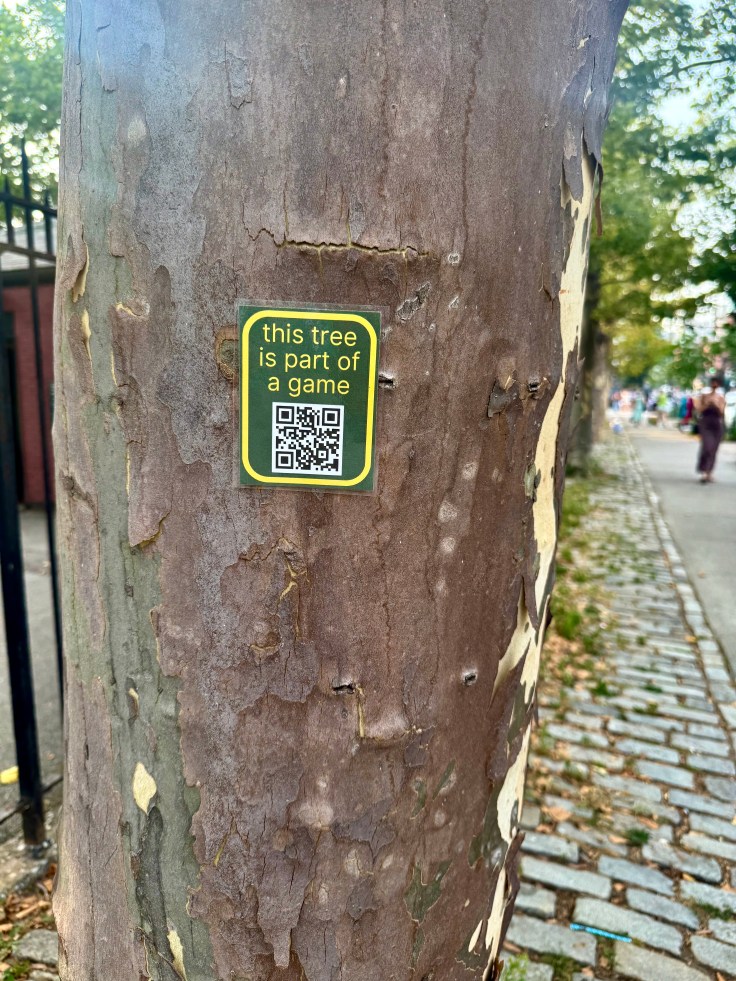 this tree
is part of
a game